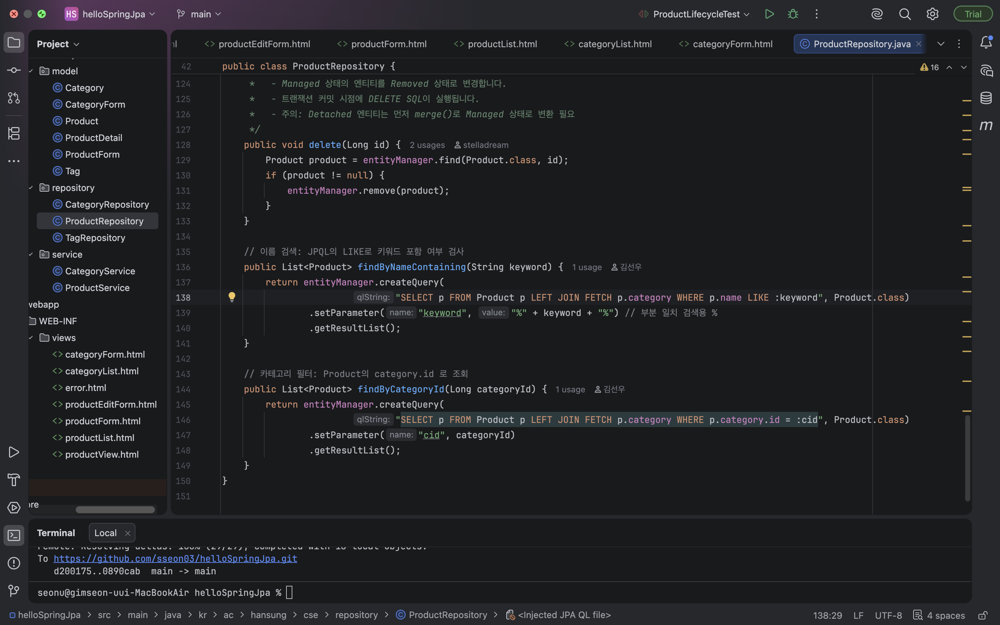 HS helloSpringJpa main ProductLifecycleTest Trial
Project
model
Category
CategoryForm
Product
ProductDetail
ProductForm
Tag
repository
CategoryRepository
ProductRepository
TagRepository
service
CategoryService
ProductService
webapp
WEB-INF
views
categoryForm.html
categoryList.html
error.html
productEditForm.html
productForm.html
productList.html
productView.html
productEditForm.html productForm.html productList.html categoryList.html categoryForm.html ProductRepository.java
42 public class ProductRepository { 16
124 * - Managed 상태의 엔티티를 Removed 상태로 변경합니다.
125 * - 트랜잭션 커밋 시점에 DELETE SQL이 실행됩니다.
126 * - 주의: Detached 엔티티는 먼저 merge()로 Managed 상태로 변환 필요
127 */
128 public void delete(Long id) { 2 usages stelladream
129 Product product = entityManager.find(Product.class, id);
130 if (product != null) {
131 entityManager.remove(product);
132 }
133 }
134
135 // 이름 검색: JPQL의 LIKE로 키워드 포함 여부 검사
136 public List<Product> findByNameContaining(String keyword) { 1 usage 김선우
137 return entityManager.createQuery(
138 qlString: "SELECT p FROM Product p LEFT JOIN FETCH p.category WHERE p.name LIKE :keyword", Product.class)
139 .setParameter( name: "keyword", value: "%" + keyword + "%") // 부분 일치 검색용 %
140 .getResultList();
141 }
142
143 // 카테고리 필터: Product의 category.id 로 조회
144 public List<Product> findByCategoryId(Long categoryId) { 1 usage 김선우
145 return entityManager.createQuery(
146 qlString: "SELECT p FROM Product p LEFT JOIN FETCH p.category WHERE p.category.id = :cid", Product.class)
147 .setParameter( name: "cid", categoryId)
148 .getResultList();
149 }
150 }
151
Terminal Local
remote: Resolving deltas: 100% (29/29), completed with 10 local objects.
To https://github.com/sseon03/helloSpringJpa.git
d200175..0890cab main -> main
seonu@gimseon-uui-MacBookAir helloSpringJpa %
helloSpringJpa > src > main > java > kr > ac > hansung > cse > repository > ProductRepository > <Injected JPA QL file> 138:29 LF UTF-8 4 spaces